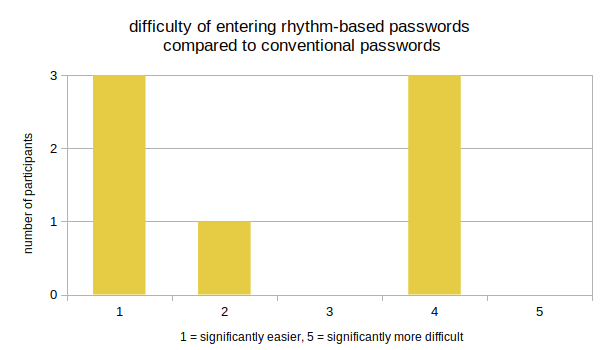 difficulty of entering rhythm-based passwords
compared to conventional passwords
3
2
1
0
number of participants
1 2 3 4 5
1 = significantly easier, 5 = significantly more difficult